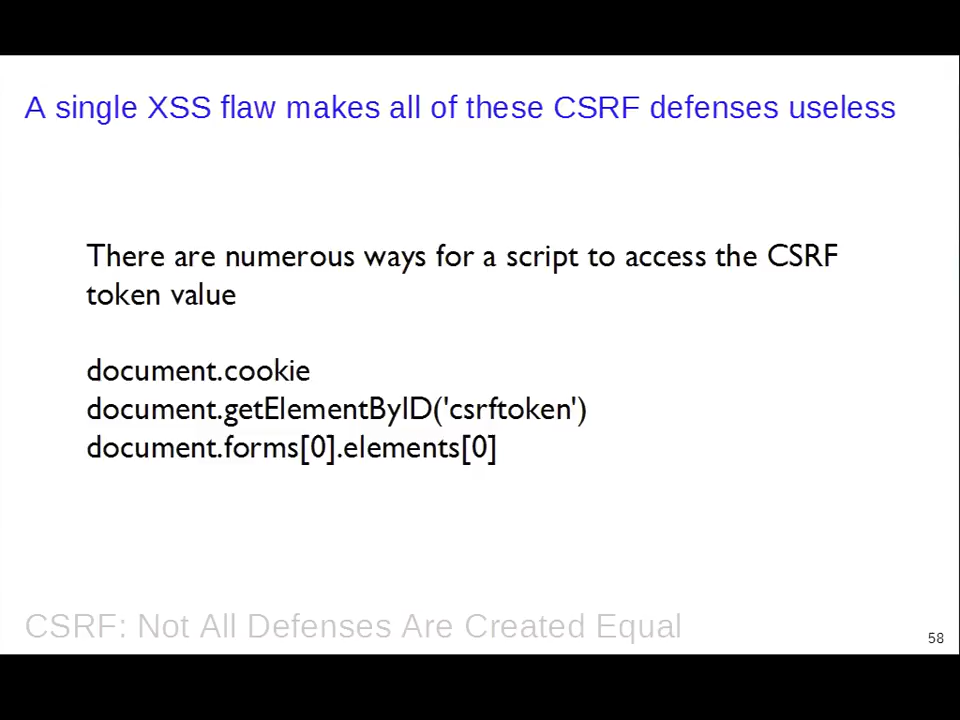 A single XSS flaw makes all of these CSRF defenses useless
There are numerous ways for a script to access the CSRF
token value
document.cookie
document.getElementByID('csrftoken')
document.forms[0].elements[0]
CSRF: Not All Defenses Are Created Equal
58